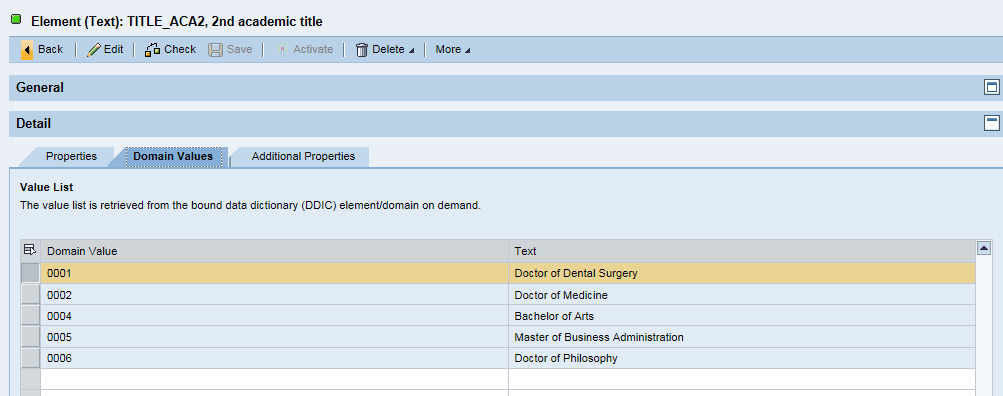 Element (Text): TITLE_ACA2, 2nd academic title
Back Edit Check Save Activate Delete More
General
Detail
Properties Domain Values Additional Properties
Value List
The value list is retrieved from the bound data dictionary (DDIC) element/domain on demand.
Domain Value Text
0001 Doctor of Dental Surgery
0002 Doctor of Medicine
0004 Bachelor of Arts
0005 Master of Business Administration
0006 Doctor of Philosophy